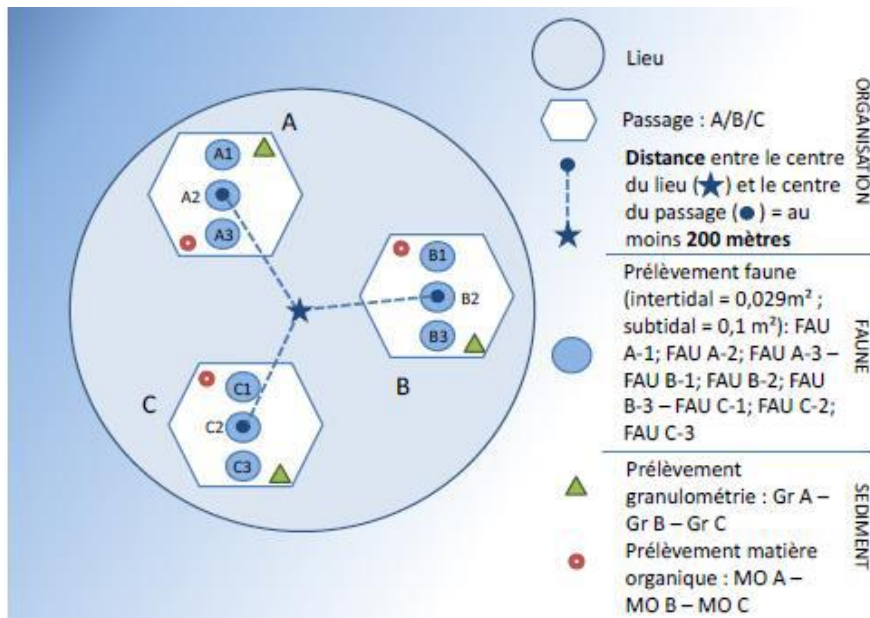 A
A1
A2
A3
B1
B2
B3
B
C
C1
C2
C3
Lieu
Passage : A/B/C
Distance entre le centre
du lieu (★) et le centre
du passage (●) = au
moins 200 mètres
ORGANISATION
Prélèvement faune
(intertidal = 0,029m² ;
subtidal = 0,1 m²): FAU
A-1; FAU A-2; FAU A-3 –
FAU B-1; FAU B-2; FAU
B-3 – FAU C-1; FAU C-2;
FAU C-3
FAUNE
Prélèvement
granulométrie : Gr A –
Gr B – Gr C
Prélèvement matière
organique : MO A –
MO B – MO C
SEDIMENT